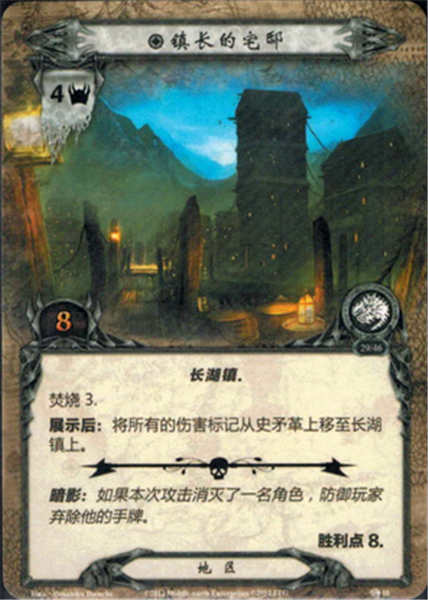 镇长的宅邸
4
8
29/46
长湖镇.
焚烧 3.
展示后：将所有的伤害标记从史矛革上移至长湖
镇上。
暗影：如果本次攻击消灭了一名角色，防御玩家
弃除他的手牌。
胜利点 8.
地区